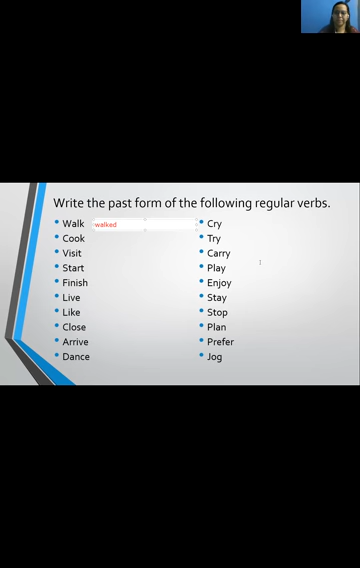 Write the past form of the following regular verbs.
• Walk walked
• Cook
• Visit
• Start
• Finish
• Live
• Like
• Close
• Arrive
• Dance
• Cry
• Try
• Carry
• Play
• Enjoy
• Stay
• Stop
• Plan
• Prefer
• Jog